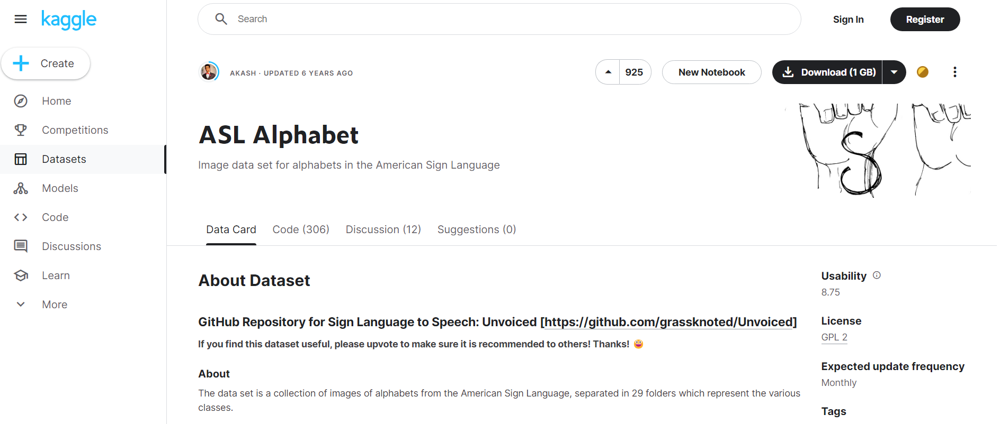 kaggle
Search
Sign In
Register
Create
Home
Competitions
Datasets
Models
Code
Discussions
Learn
More
AKASH · UPDATED 6 YEARS AGO
925
New Notebook
Download (1 GB)
ASL Alphabet
Image data set for alphabets in the American Sign Language
S
Data Card
Code (306)
Discussion (12)
Suggestions (0)
About Dataset
GitHub Repository for Sign Language to Speech: Unvoiced [https://github.com/grassknoted/Unvoiced]
If you find this dataset useful, please upvote to make sure it is recommended to others! Thanks!
About
The data set is a collection of images of alphabets from the American Sign Language, separated in 29 folders which represent the various
classes.
Usability
8.75
License
GPL 2
Expected update frequency
Monthly
Tags